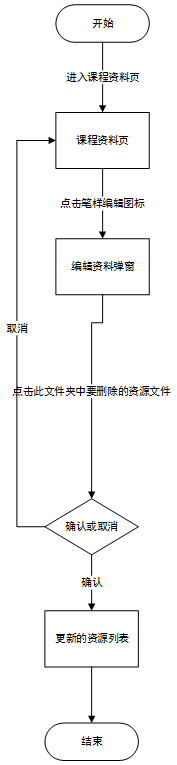 开始
进入课程资料页
课程资料页
点击笔样编辑图标
编辑资料弹窗
取消
点击此文件夹中要删除的资源文件
确认或取消
确认
更新的资源列表
结束